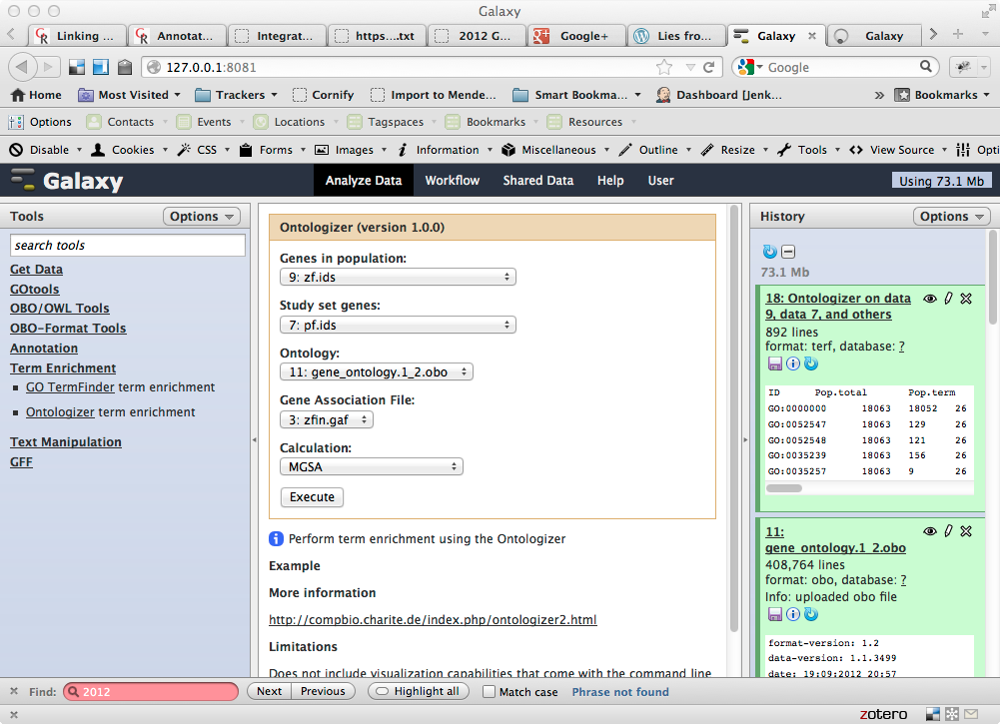 Galaxy
Linking ...
Annotat...
Integrat...
https....txt
2012 G...
Google+
Lies fro...
Galaxy
Galaxy
127.0.0.1:8081
Google
Home
Most Visited
Trackers
Cornify
Import to Mende...
Smart Bookma...
Dashboard [Jenk...
»
Bookmarks
Options
Contacts
Events
Locations
Tagspaces
Bookmarks
Resources
Disable
Cookies
CSS
Forms
Images
Information
Miscellaneous
Outline
Resize
Tools
View Source
Opti
Galaxy
Analyze Data
Workflow
Shared Data
Help
User
Using 73.1 Mb
Tools
Options
search tools
Get Data
GOtools
OBO/OWL Tools
OBO-Format Tools
Annotation
Term Enrichment
GO TermFinder term enrichment
Ontologizer term enrichment
Text Manipulation
GFF
Ontologizer (version 1.0.0)
Genes in population:
9: zf.ids
Study set genes:
7: pf.ids
Ontology:
11: gene_ontology.1_2.obo
Gene Association File:
3: zfin.gaf
Calculation:
MGSA
Execute
Perform term enrichment using the Ontologizer
Example
More information
http://compbio.charite.de/index.php/ontologizer2.html
Limitations
Does not include visualization capabilities that come with the command line
History
Options
73.1 Mb
18: Ontologizer on data
9, data 7, and others
892 lines
format: terf, database: ?
ID Pop.total Pop.term
GO:0000000 18063 18052 26
GO:0052547 18063 129 26
GO:0052548 18063 121 26
GO:0035239 18063 156 26
GO:0035257 18063 9 26
11:
gene_ontology.1_2.obo
408,764 lines
format: obo, database: ?
Info: uploaded obo file
format-version: 1.2
data-version: 1.1.3499
date: 19:09:2012 20:57
Find:
2012
Next
Previous
Highlight all
Match case
Phrase not found
zotero